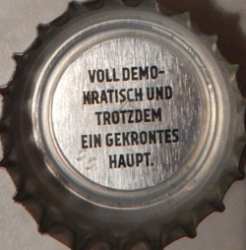 VOLL DEMO-
KRATISCH UND
TROTZDEM
EIN GEKRONTES
HAUPT.